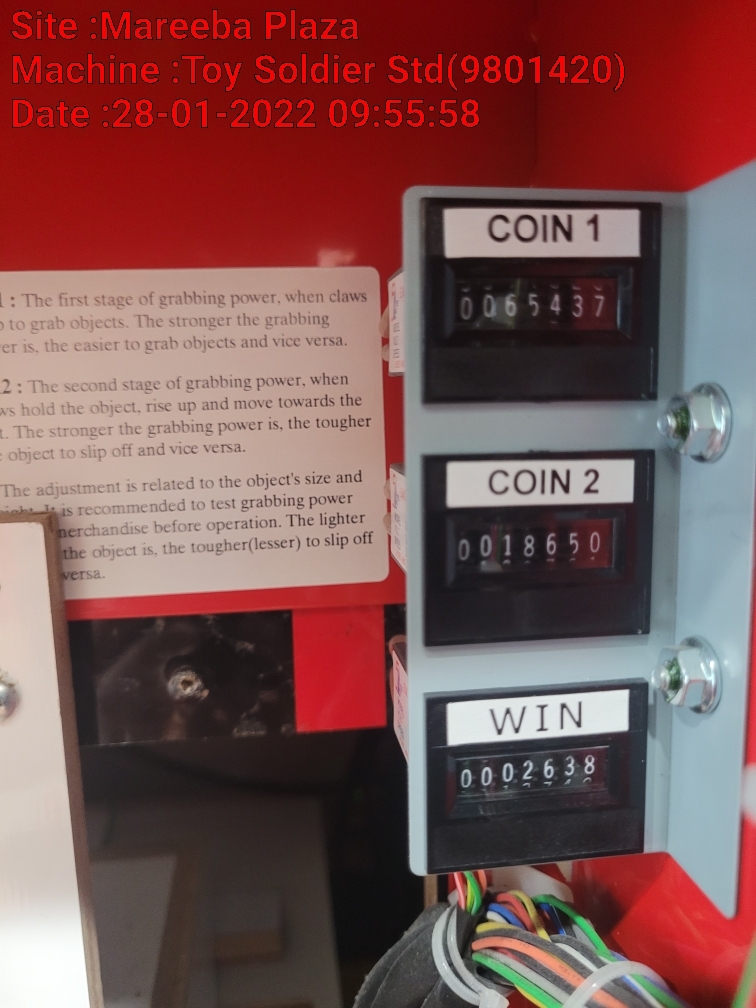 Site :Mareeba Plaza
Machine :Toy Soldier Std(9801420)
Date :28-01-2022 09:55:58
COIN 1
0065437
: The first stage of grabbing power, when claws
to grab objects. The stronger the grabbing
er is, the easier to grab objects and vice versa.
2 : The second stage of grabbing power, when
ws hold the object, rise up and move towards the
t. The stronger the grabbing power is, the tougher
object to slip off and vice versa.
The adjustment is related to the object's size and
It is recommended to test grabbing power
merchandise before operation. The lighter
the object is, the tougher(lesser) to slip off
versa.
COIN 2
0018650
WIN
0002638